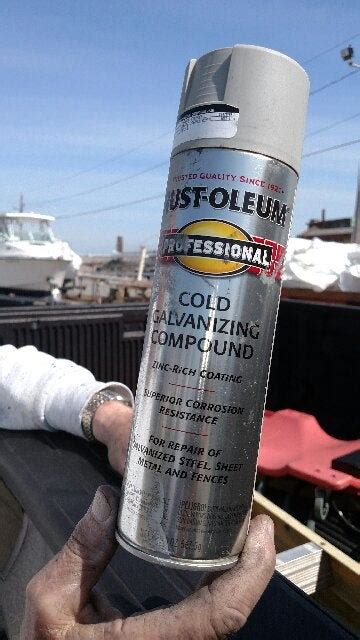 TRUSTED QUALITY SINCE 1921
RUST-OLEUM
PROFESSIONAL
COLD
GALVANIZING
COMPOUND
ZINC-RICH COATING
SUPERIOR CORROSION
RESISTANCE
FOR REPAIR OF
GALVANIZED STEEL, SHEET
METAL AND FENCES